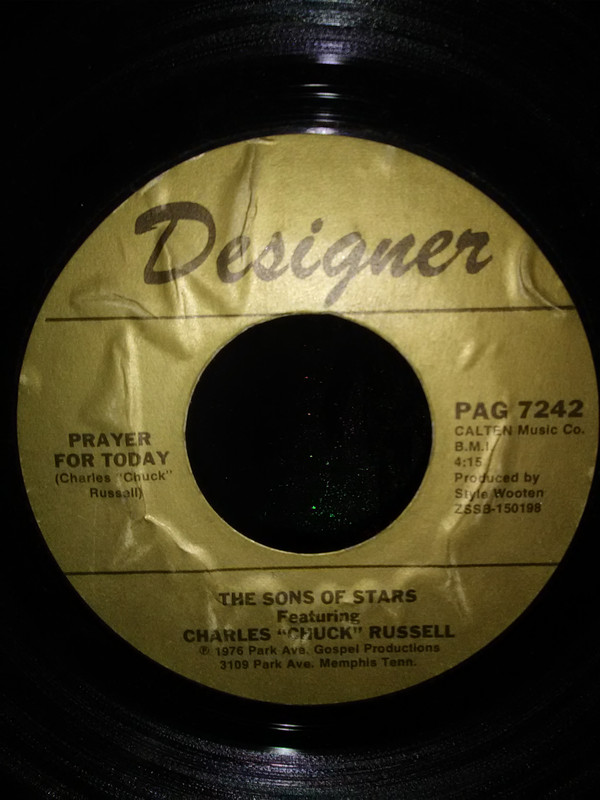 Designer
PRAYER
FOR TODAY
(Charles "Chuck"
Russell)
PAG 7242
CALTEN Music Co.
B.M.I.
4:15
Produced by
Style Wooten
ZSSB-150198
THE SONS OF STARS
Featuring
CHARLES "CHUCK" RUSSELL
℗ 1976 Park Ave. Gospel Productions
3109 Park Ave. Memphis Tenn.